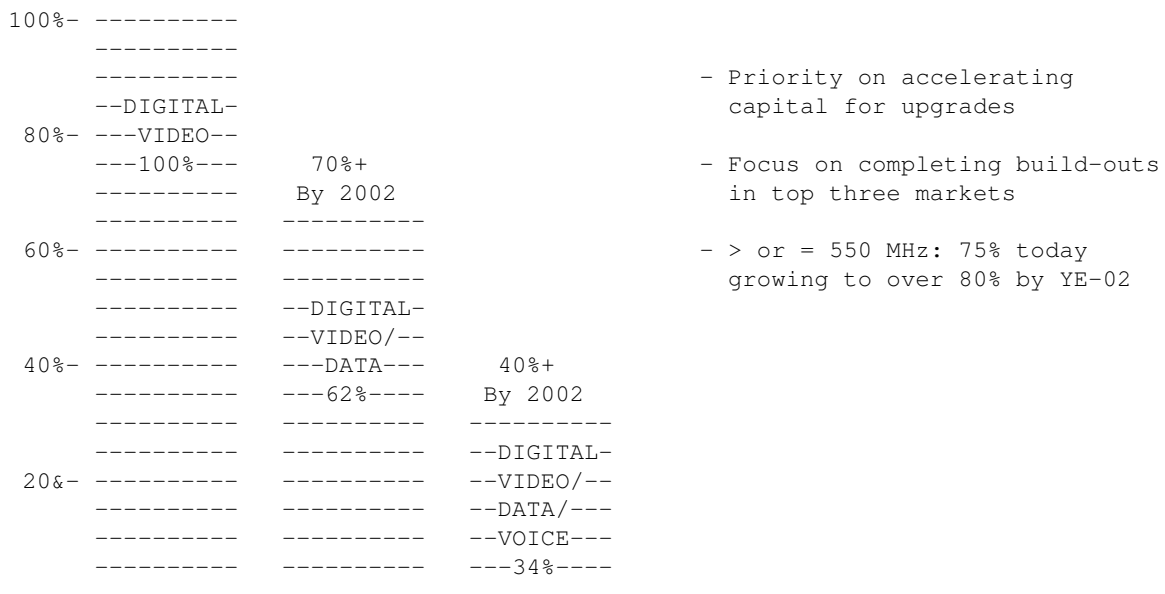 100%- ----------
----------
---------- - Priority on accelerating
--DIGITAL- capital for upgrades
80%- ---VIDEO--
---100%--- 70%+ - Focus on completing build-outs
---------- By 2002 in top three markets
---------- ----------
60%- ---------- ---------- - > or = 550 MHz: 75% today
---------- ---------- growing to over 80% by YE-02
---------- --DIGITAL-
---------- --VIDEO/--
40%- ---------- ---DATA--- 40%+
---------- ---62%---- By 2002
---------- ---------- ----------
---------- ---------- --DIGITAL-
20&- ---------- ---------- --VIDEO/--
---------- ---------- --DATA/---
---------- ---------- --VOICE---
---------- ---------- ---34%----